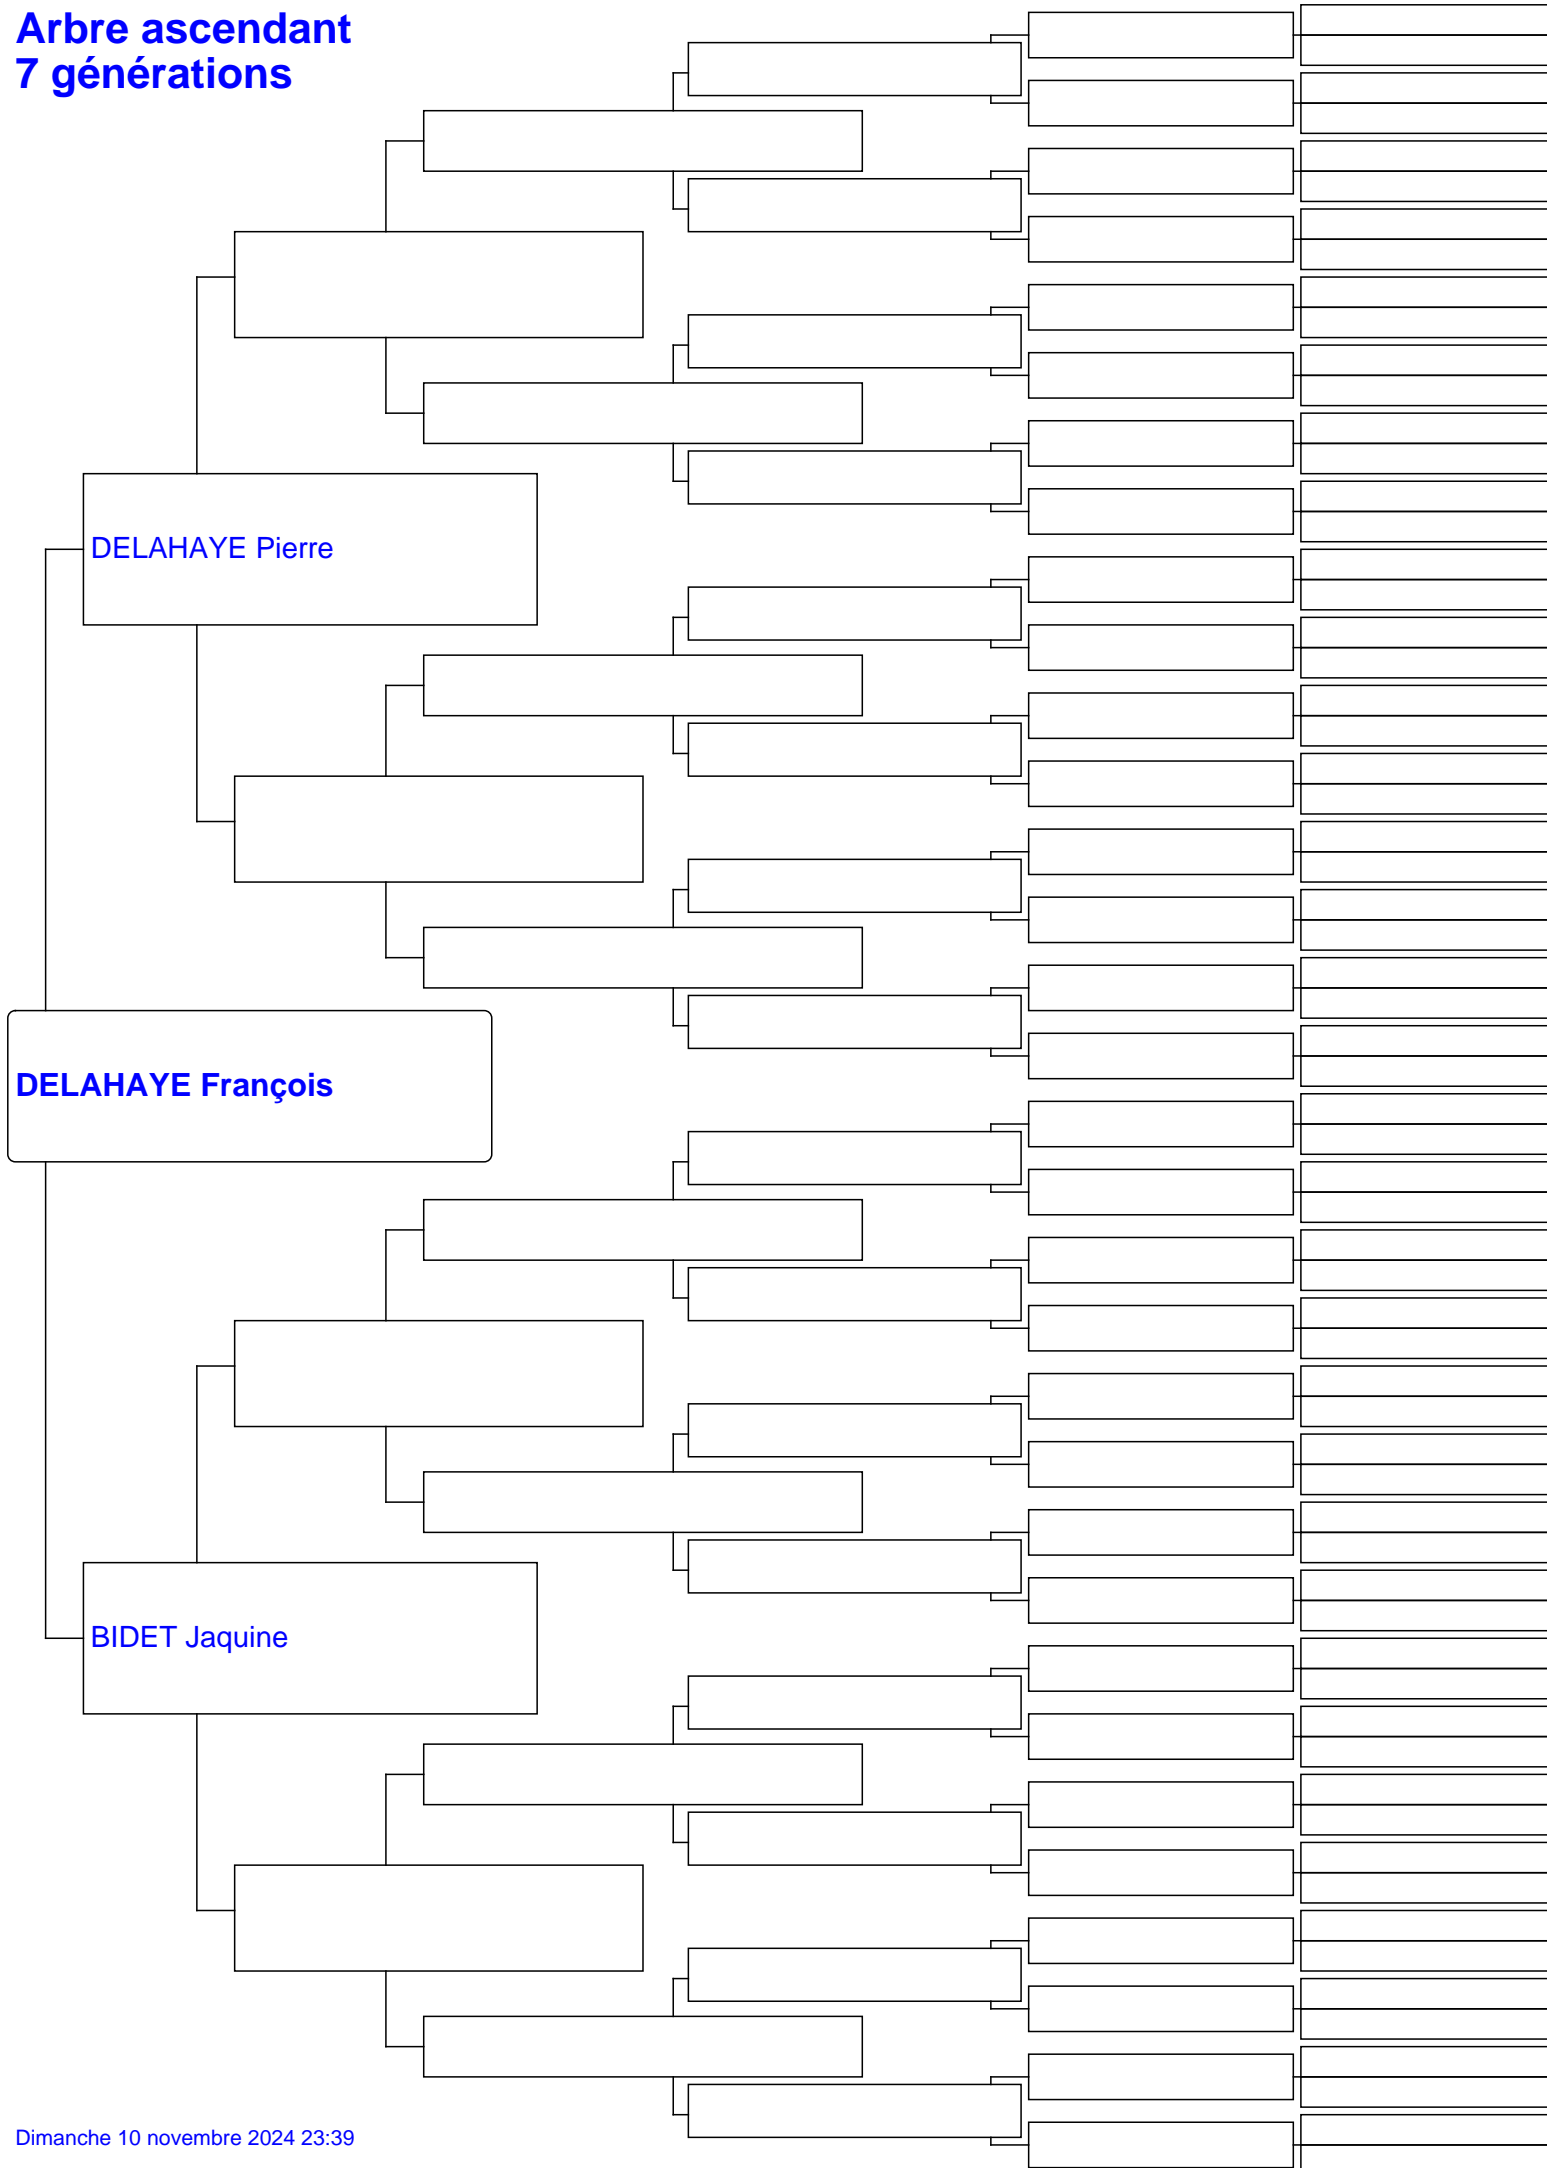 Arbre ascendant
7 générations
DELAHAYE Pierre
DELAHAYE François
BIDET Jaquine
Dimanche 10 novembre 2024 23:39